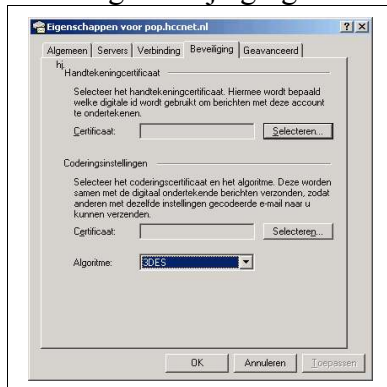 Eigenschappen voor pop.hccnet.nl
Algemeen Servers Verbinding Beveiliging Geavanceerd
hi
Handtekeningcertificaat
Selecteer het handtekeningcertificaat. Hiermee wordt bepaald
welke digitale id wordt gebruikt om berichten met deze account
te ondertekenen.
Certificaat: Selecteren...
Coderingsinstellingen
Selecteer het coderingscertificaat en het algoritme. Deze worden
samen met de digitaal ondertekende berichten verzonden, zodat
anderen met dezelfde instellingen gecodeerde e-mail naar u
kunnen verzenden.
Certificaat: Selecteren...
Algoritme: 3DES
OK Annuleren Toepassen